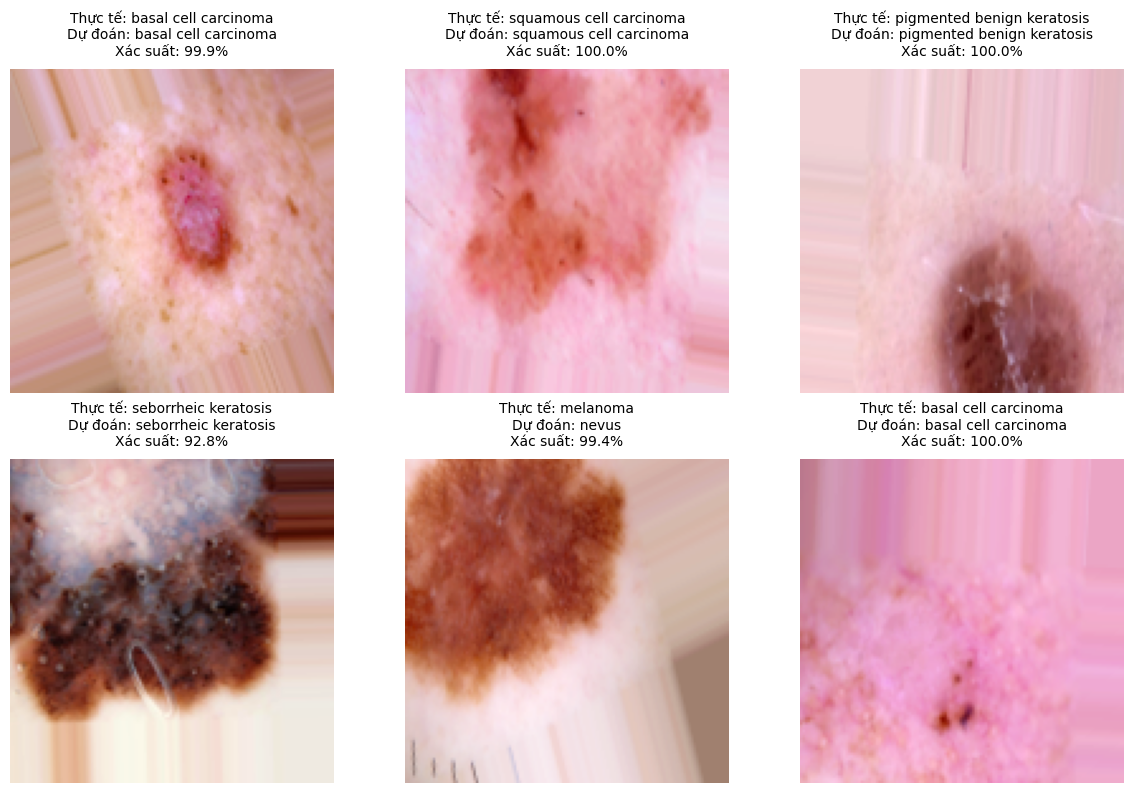 Thực tế: basal cell carcinoma
Dự đoán: basal cell carcinoma
Xác suất: 99.9%
Thực tế: squamous cell carcinoma
Dự đoán: squamous cell carcinoma
Xác suất: 100.0%
Thực tế: pigmented benign keratosis
Dự đoán: pigmented benign keratosis
Xác suất: 100.0%
Thực tế: seborrheic keratosis
Dự đoán: seborrheic keratosis
Xác suất: 92.8%
Thực tế: melanoma
Dự đoán: nevus
Xác suất: 99.4%
Thực tế: basal cell carcinoma
Dự đoán: basal cell carcinoma
Xác suất: 100.0%